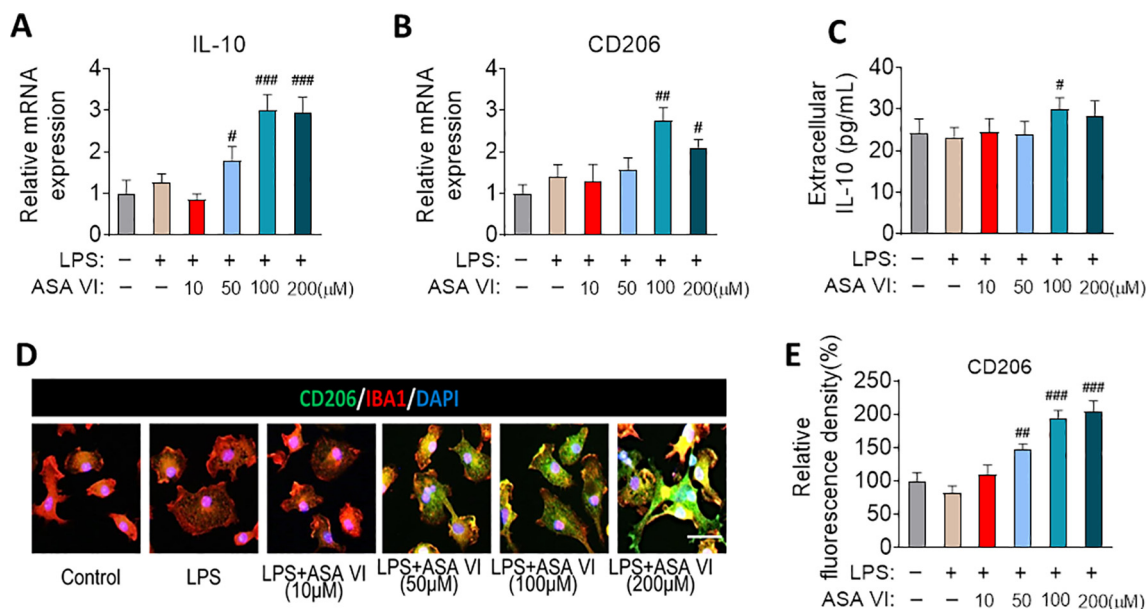 A
IL-10
Relative mRNA
expression
4
3
2
1
0
# ### ###
LPS: − + + + + +
ASA VI: − − 10 50 100 200(μM)
B
CD206
Relative mRNA
expression
4
3
2
1
0
## #
LPS: − + + + + +
ASA VI: − − 10 50 100 200(μM)
C
Extracellular
IL-10 (pg/mL)
40
30
20
10
0
#
LPS: − + + + + +
ASA VI: − − 10 50 100 200(μM)
D
CD206/IBA1/DAPI
Control
LPS
LPS+ASA VI
(10μM)
LPS+ASA VI
(50μM)
LPS+ASA VI
(100μM)
LPS+ASA VI
(200μM)
E
CD206
Relative
fluorescence density(%)
250
200
150
100
50
0
## ### ###
LPS: − + + + + +
ASA VI: − − 10 50 100 200(μM)